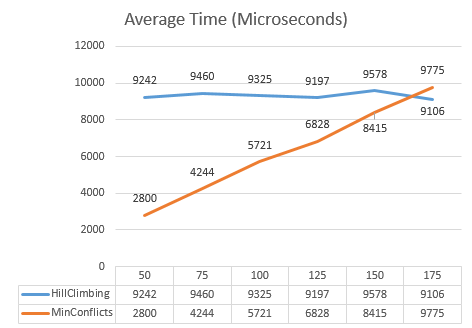 Average Time (Microseconds)
12000
10000
8000
6000
4000
2000
0
9242 9460 9325 9197 9578 9775
2800 4244 5721 6828 8415 9106
50 75 100 125 150 175
HillClimbing 9242 9460 9325 9197 9578 9106
MinConflicts 2800 4244 5721 6828 8415 9775